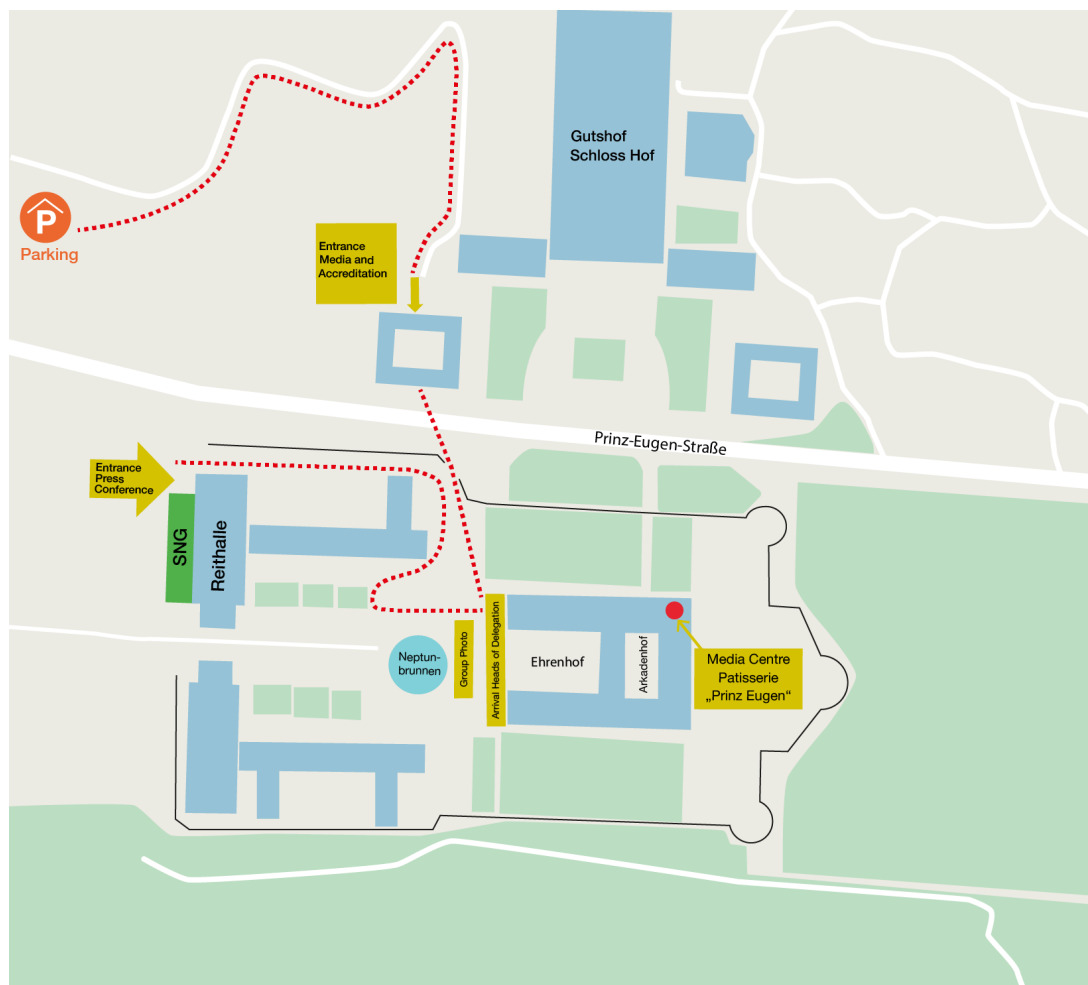 Gutshof
Schloss Hof
P
Parking
Entrance
Media and
Accreditation
Prinz-Eugen-Straße
Entrance
Press
Conference
SNG
Reithalle
Neptun-
brunnen
Group Photo
Arrival Heads of Delegation
Ehrenhof
Arkadenhof
Media Centre
Patisserie
„Prinz Eugen“